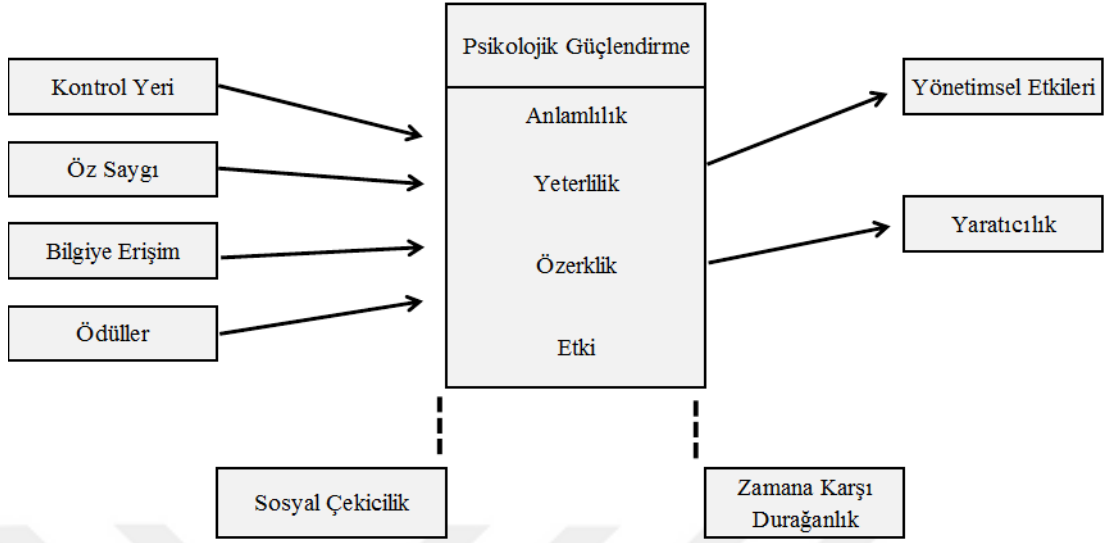 Kontrol Yeri
Öz Saygı
Bilgiye Erişim
Ödüller
Psikolojik Güçlendirme
Anlamlılık
Yeterlilik
Özerklik
Etki
Yönetimsel Etkileri
Yaratıcılık
Sosyal Çekicilik
Zamana Karşı
Durağanlık